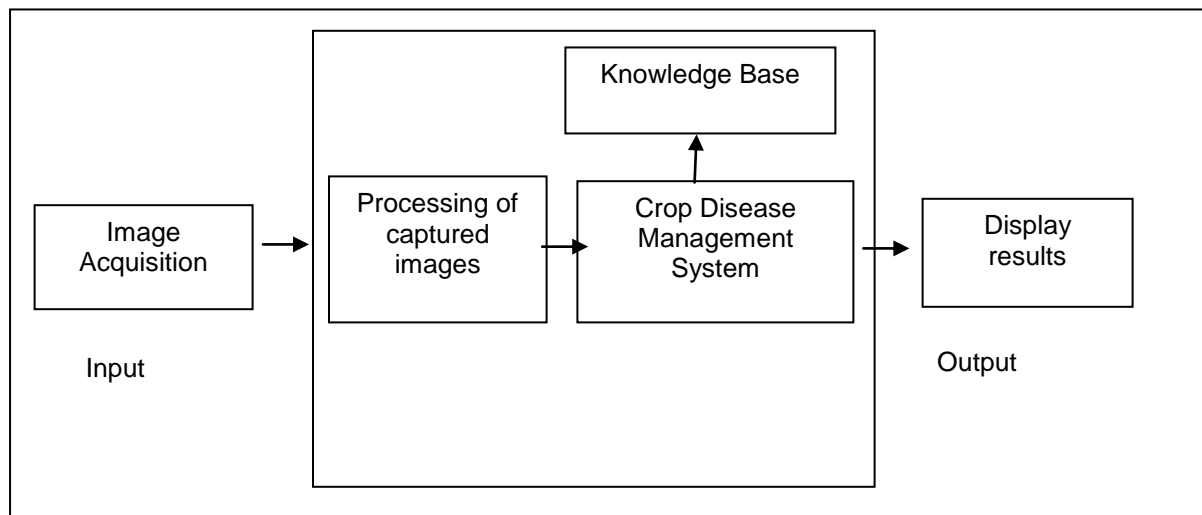 Knowledge Base
Processing of
captured
images
Crop Disease
Management
System
Image
Acquisition
Display
results
Input
Output